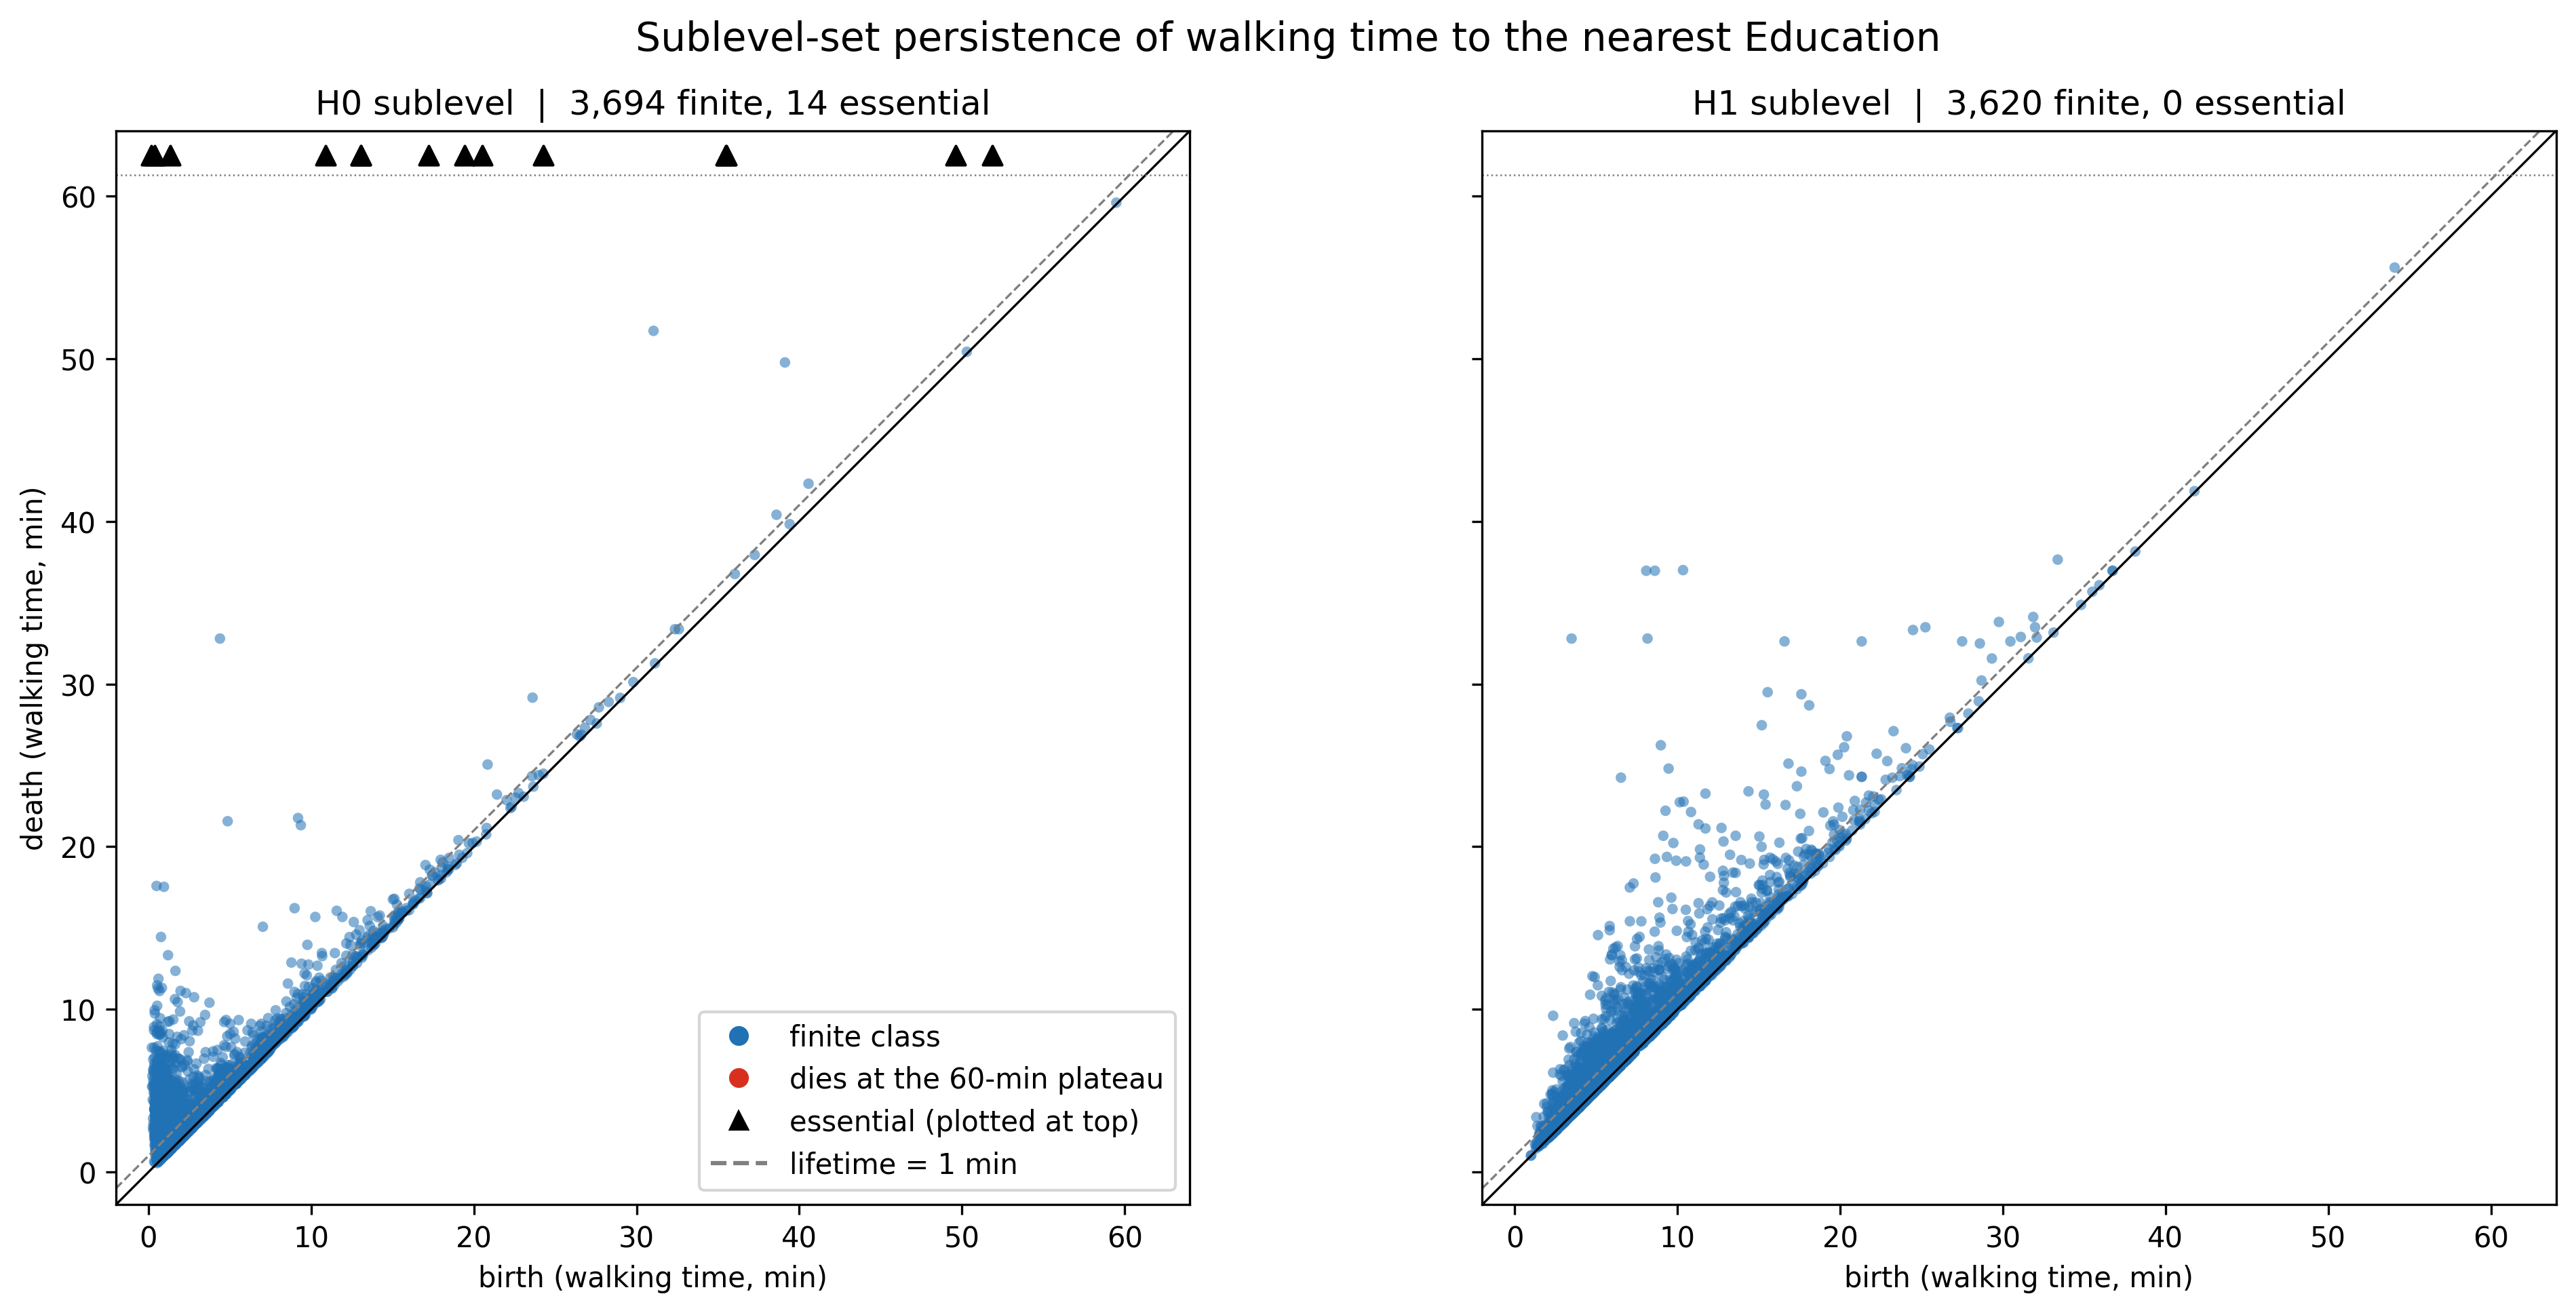 Sublevel-set persistence of walking time to the nearest Education
H0 sublevel | 3,694 finite, 14 essential
H1 sublevel | 3,620 finite, 0 essential
death (walking time, min)
60
50
40
30
20
10
0
finite class
dies at the 60-min plateau
essential (plotted at top)
lifetime = 1 min
0 10 20 30 40 50 60
birth (walking time, min)
0 10 20 30 40 50 60
birth (walking time, min)